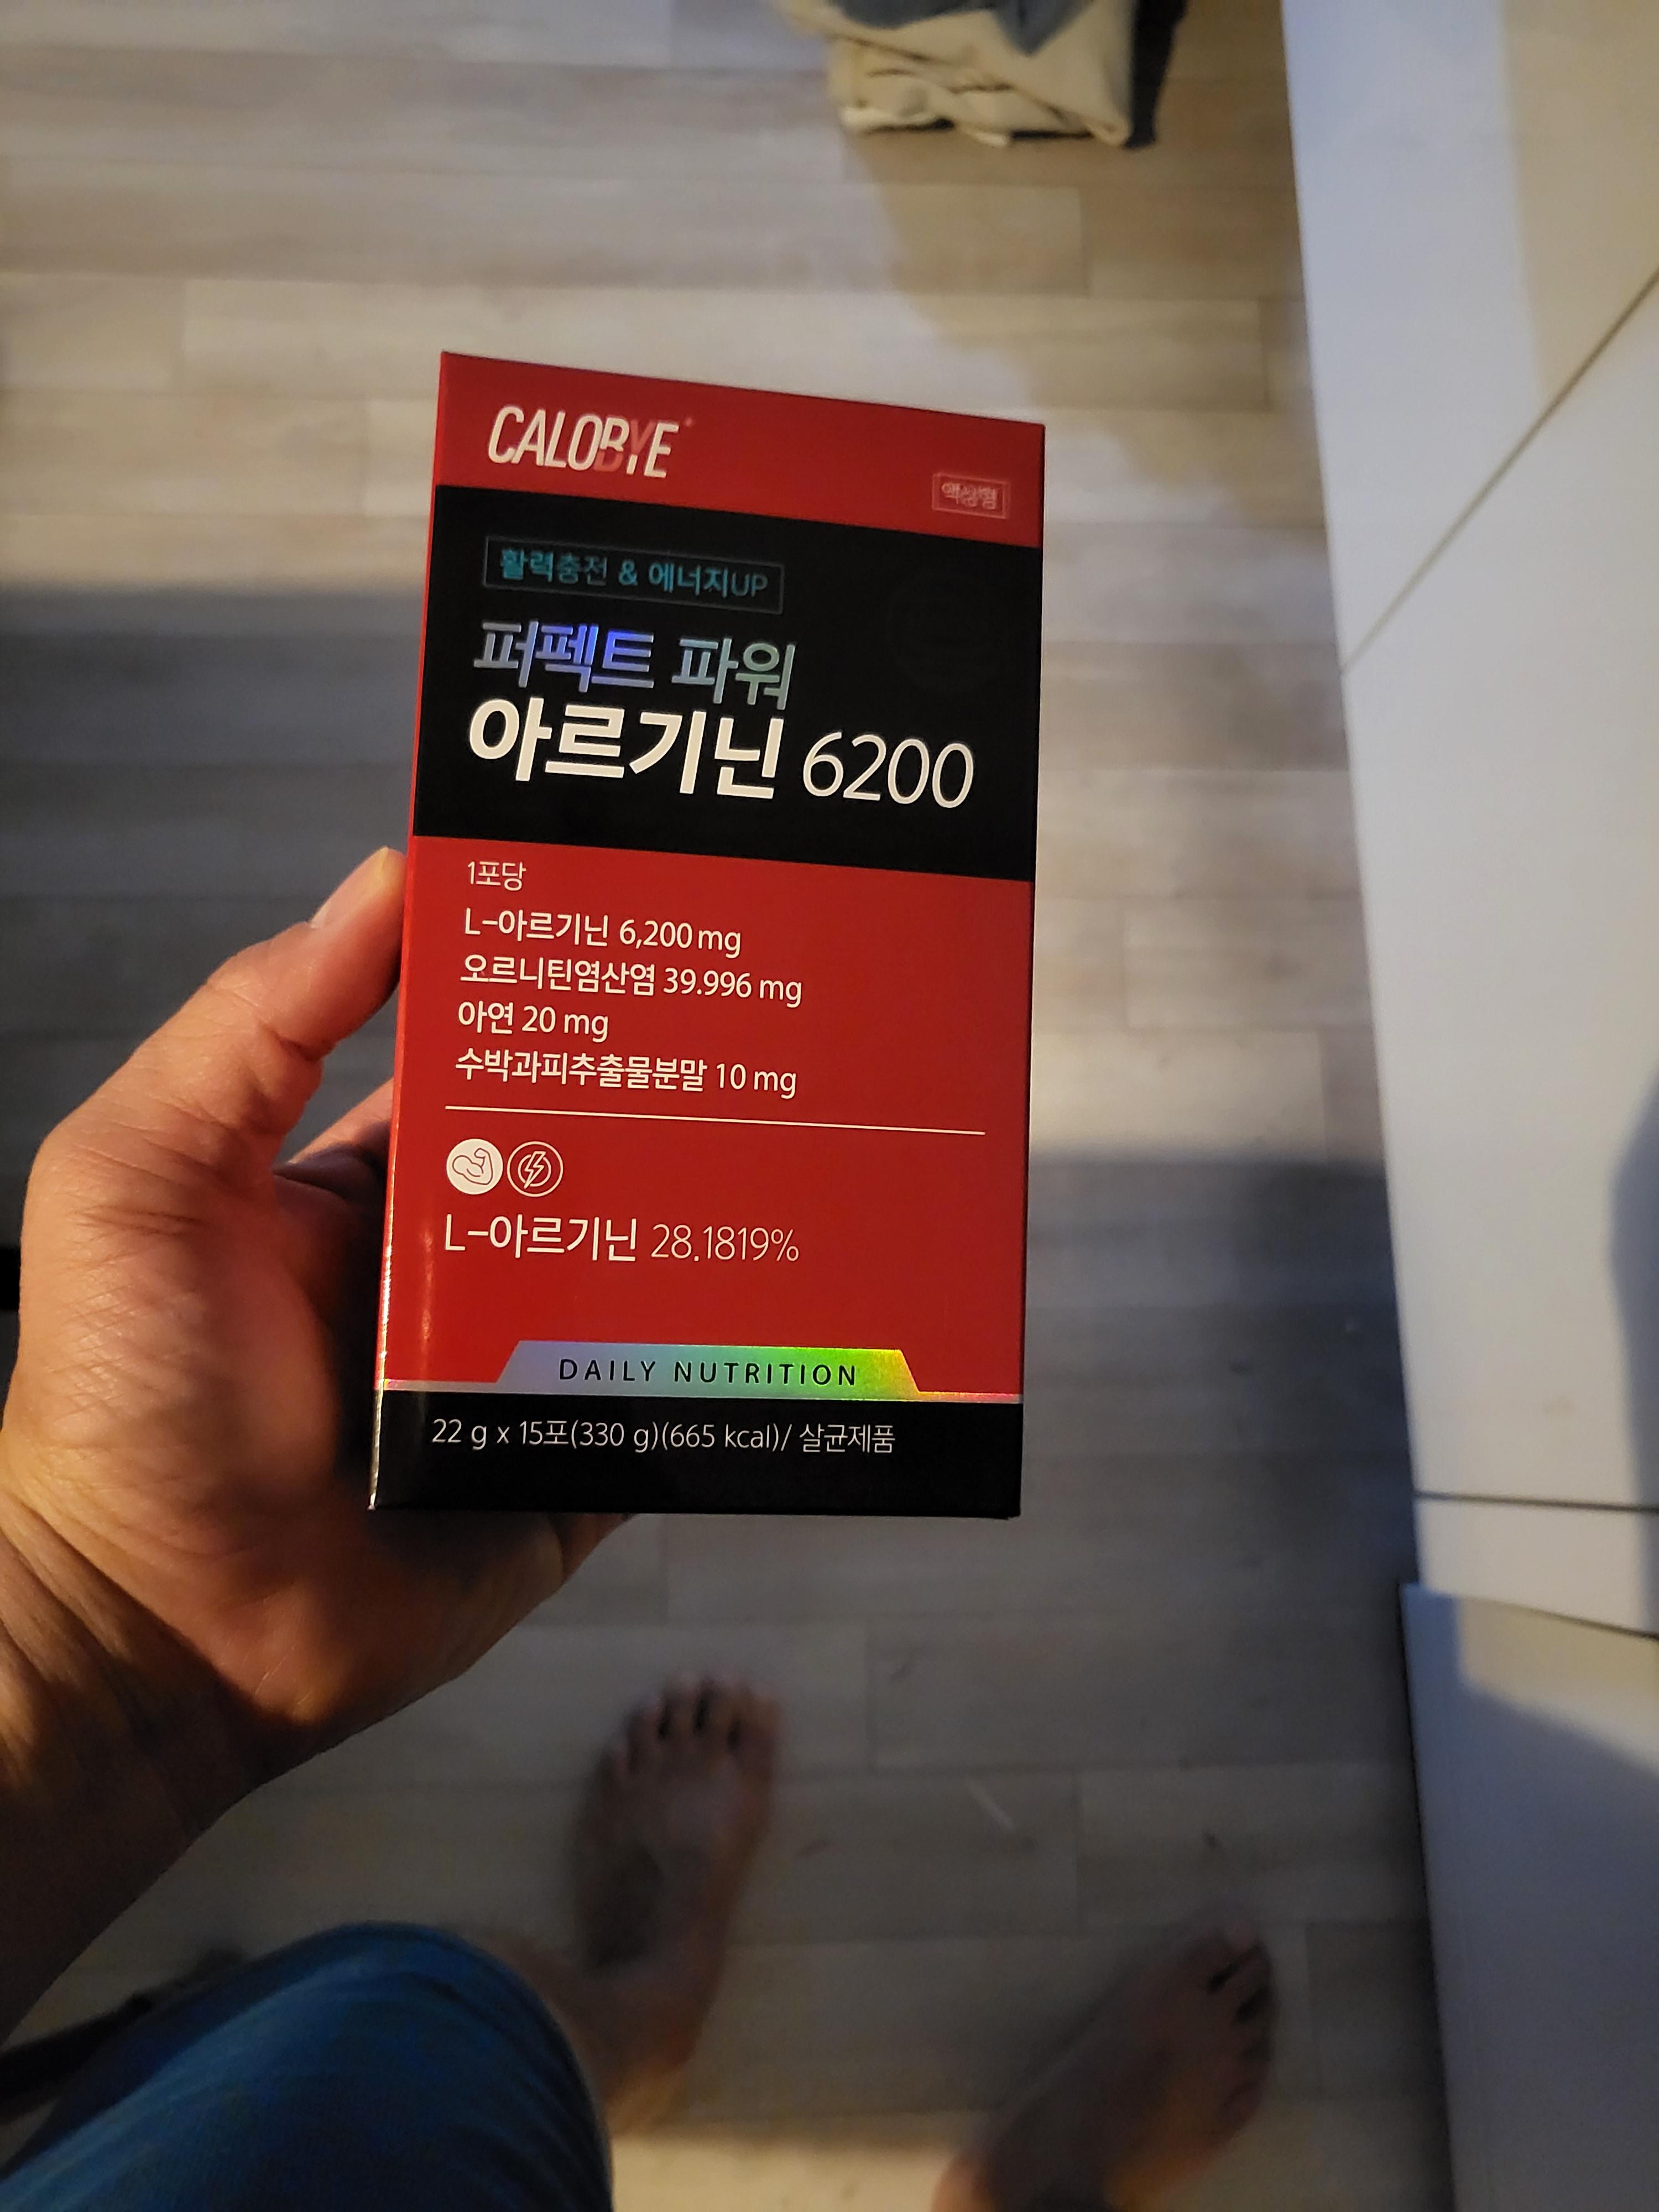 CALOBYE
액상형
활력충전 & 에너지UP
퍼펙트 파워
아르기닌 6200
1포당
L-아르기닌 6,200 mg
오르니틴염산염 39.996 mg
아연 20 mg
수박과피추출물분말 10 mg
L-아르기닌 28.1819%
DAILY NUTRITION
22 g x 15포(330 g)(665 kcal)/ 살균제품